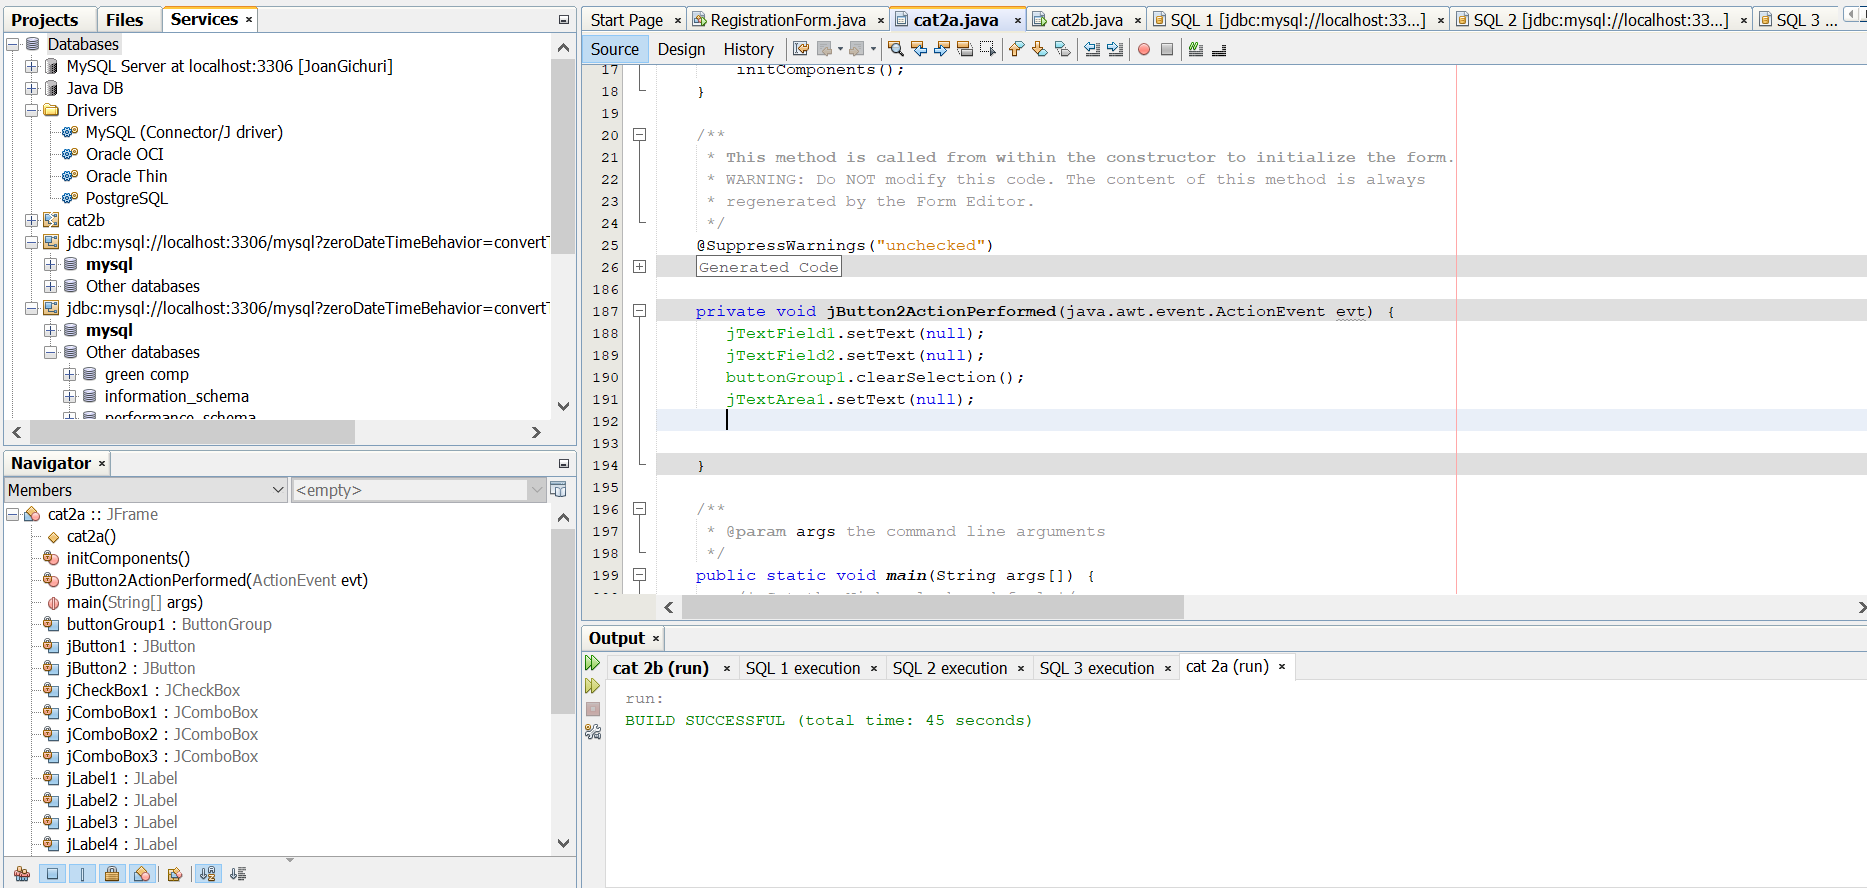 Projects
Files
Services
Databases
MySQL Server at localhost:3306 [JoanGichuri]
Java DB
Drivers
MySQL (Connector/J driver)
Oracle OCI
Oracle Thin
PostgreSQL
cat2b
jdbc:mysql://localhost:3306/mysql?zeroDateTimeBehavior=convertT
mysql
Other databases
jdbc:mysql://localhost:3306/mysql?zeroDateTimeBehavior=convertT
mysql
Other databases
green comp
information_schema
performance_schema
Navigator
Members
<empty>
cat2a :: JFrame
cat2a()
initComponents()
jButton2ActionPerformed(ActionEvent evt)
main(String[] args)
buttonGroup1 : ButtonGroup
jButton1 : JButton
jButton2 : JButton
jCheckBox1 : JCheckBox
jComboBox1 : JComboBox
jComboBox2 : JComboBox
jComboBox3 : JComboBox
jLabel1 : JLabel
jLabel2 : JLabel
jLabel3 : JLabel
jLabel4 : JLabel
Start Page
RegistrationForm.java
cat2a.java
cat2b.java
SQL 1 [jdbc:mysql://localhost:33...]
SQL 2 [jdbc:mysql://localhost:33...]
SQL 3 ...
Source
Design
History
17 initComponents();
18 }
19
20 /**
21 * This method is called from within the constructor to initialize the form.
22 * WARNING: Do NOT modify this code. The content of this method is always
23 * regenerated by the Form Editor.
24 */
25 @SuppressWarnings("unchecked")
26 Generated Code
186
187 private void jButton2ActionPerformed(java.awt.event.ActionEvent evt) {
188 jTextField1.setText(null);
189 jTextField2.setText(null);
190 buttonGroup1.clearSelection();
191 jTextArea1.setText(null);
192
193
194 }
195
196 /**
197 * @param args the command line arguments
198 */
199 public static void main(String args[]) {
Output
cat 2b (run)
SQL 1 execution
SQL 2 execution
SQL 3 execution
cat 2a (run)
run:
BUILD SUCCESSFUL (total time: 45 seconds)